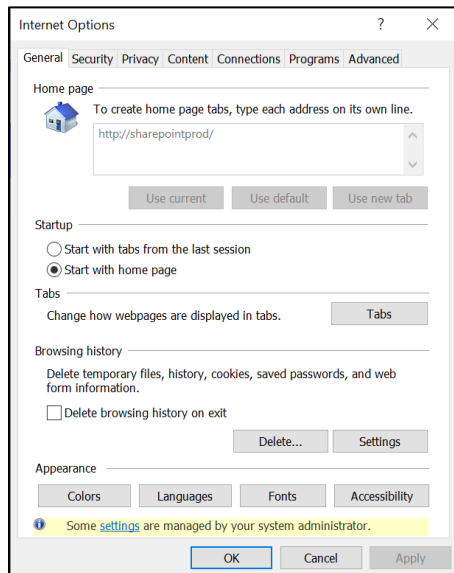 Internet Options ? ×
General Security Privacy Content Connections Programs Advanced
Home page
To create home page tabs, type each address on its own line.
http://sharepointprod/
Use current Use default Use new tab
Startup
Start with tabs from the last session
Start with home page
Tabs
Change how webpages are displayed in tabs. Tabs
Browsing history
Delete temporary files, history, cookies, saved passwords, and web
form information.
Delete browsing history on exit
Delete... Settings
Appearance
Colors Languages Fonts Accessibility
Some settings are managed by your system administrator.
OK Cancel Apply